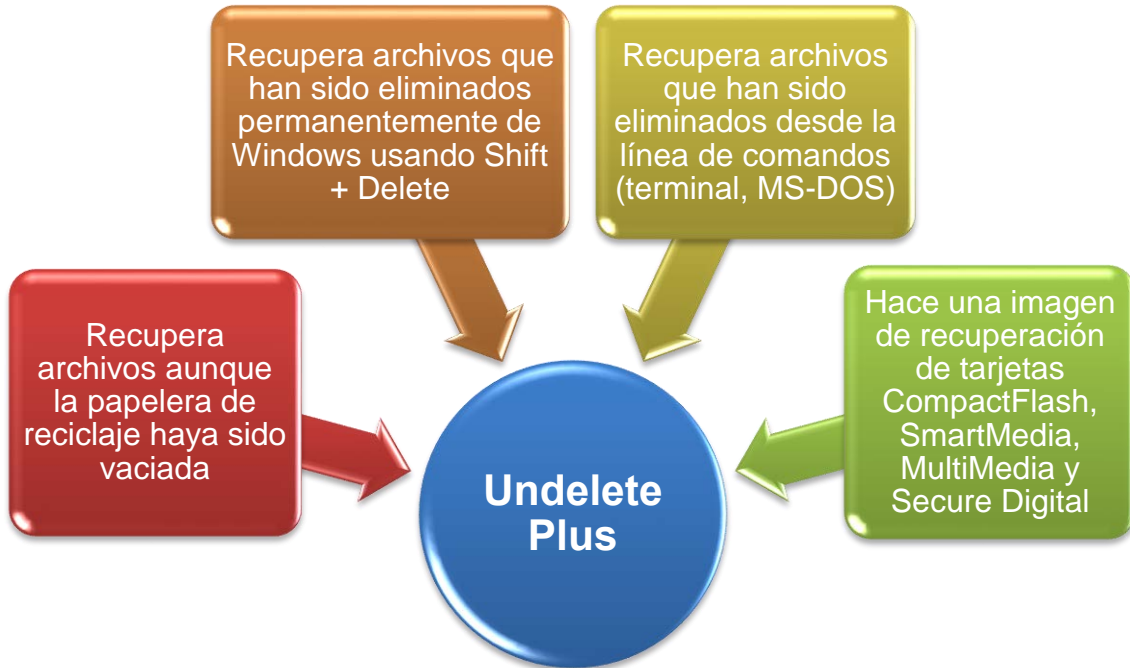 Recupera archivos que
han sido eliminados
permanentemente de
Windows usando Shift
+ Delete
Recupera archivos
que han sido
eliminados desde la
línea de comandos
(terminal, MS-DOS)
Recupera
archivos aunque
la papelera de
reciclaje haya sido
vaciada
Hace una imagen
de recuperación
de tarjetas
CompactFlash,
SmartMedia,
MultiMedia y
Secure Digital
Undelete
Plus